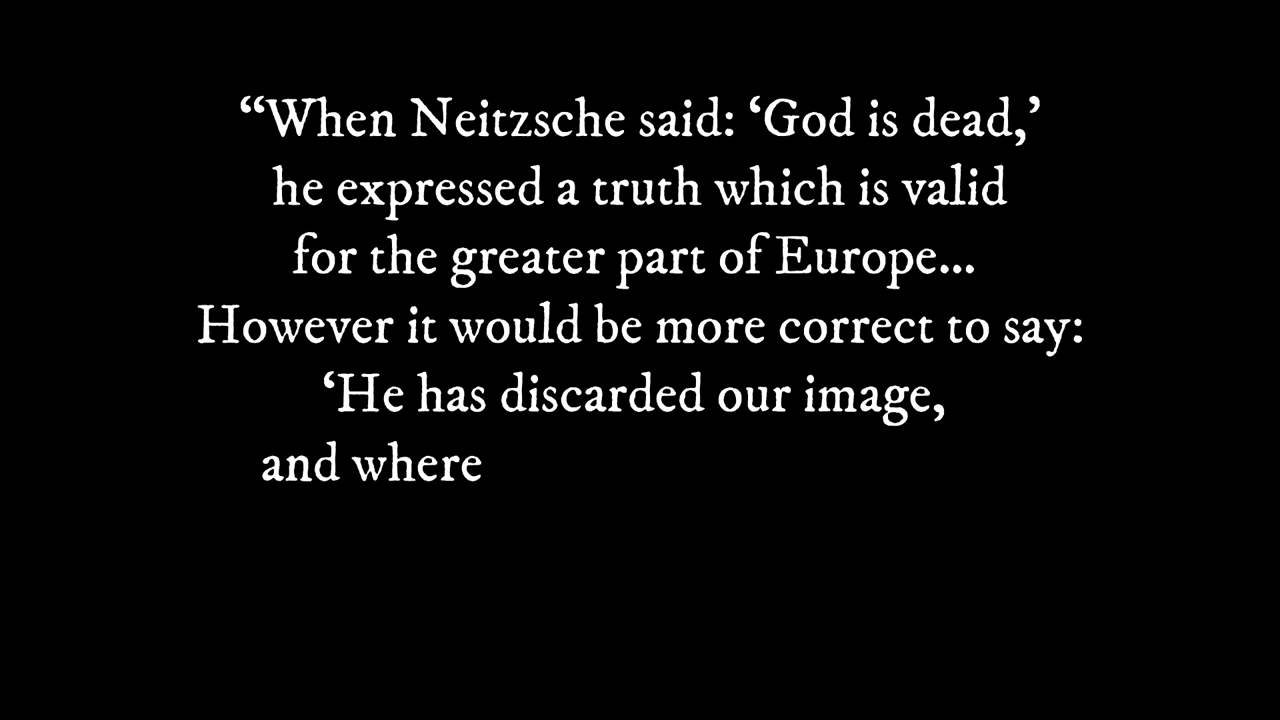 “When Neitzsche said: ‘God is dead,’
he expressed a truth which is valid
for the greater part of Europe...
However it would be more correct to say:
‘He has discarded our image,
and where